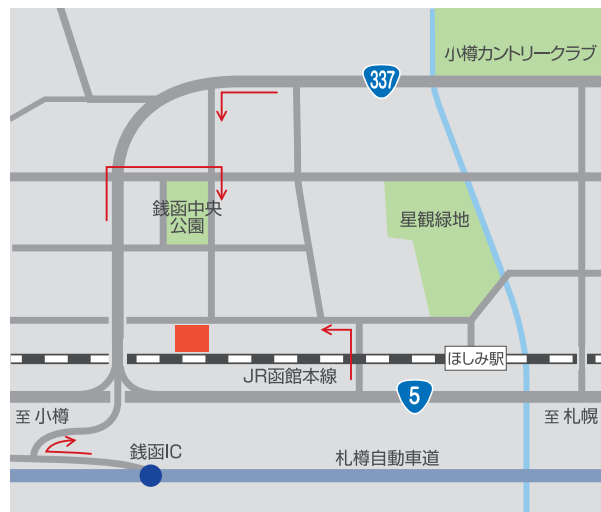 小樽カントリークラブ
337
銭函中央
公園
星観緑地
ほしみ駅
JR函館本線
5
至 小樽
至 札幌
銭函IC
札樽自動車道